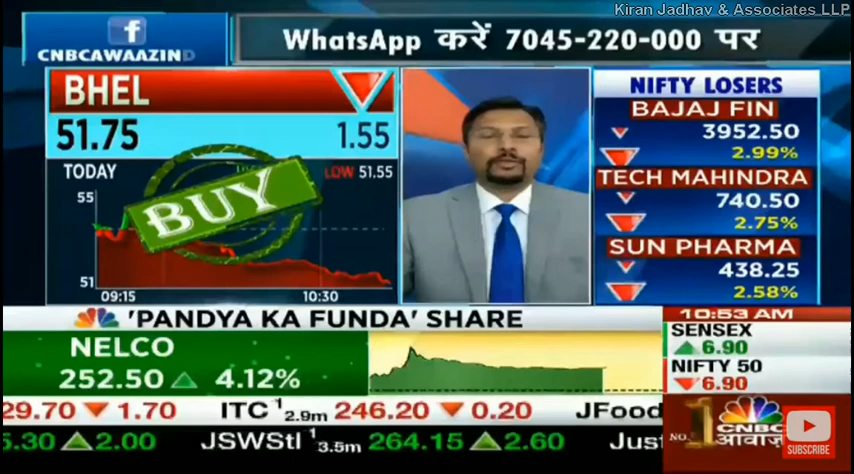 Kiran Jadhav & Associates LLP
f
CNBCAWAAZIND
WhatsApp करें 7045-220-000 पर
BHEL
51.75
1.55
TODAY
LOW 51.55
55
51
09:15
10:30
BUY
NIFTY LOSERS
BAJAJ FIN
3952.50
2.99%
TECH MAHINDRA
740.50
2.75%
SUN PHARMA
438.25
2.58%
'PANDYA KA FUNDA' SHARE
NELCO
252.50 4.12%
10:53 AM
SENSEX
6.90
NIFTY 50
6.90
29.70 1.70 ITC 2.9m 246.20 0.20 JFood
5.30 2.00 JSWStl 3.5m 264.15 2.60 Just
NO.1
CNBC
आवाज़
SUBSCRIBE